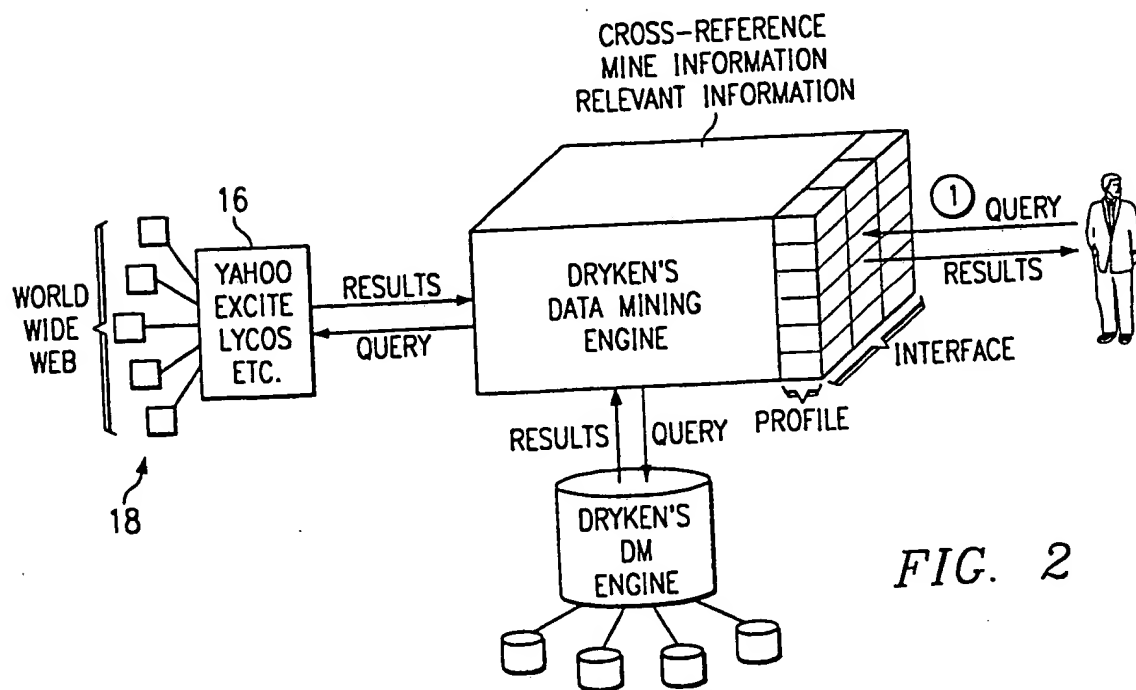 CROSS-REFERENCE
MINE INFORMATION
RELEVANT INFORMATION
16
YAHOO
EXCITE
LYCOS
ETC.
WORLD
WIDE
WEB
18
RESULTS
QUERY
DRYKEN'S
DATA MINING
ENGINE
1
QUERY
RESULTS
INTERFACE
PROFILE
RESULTS
QUERY
DRYKEN'S
DM
ENGINE
FIG. 2